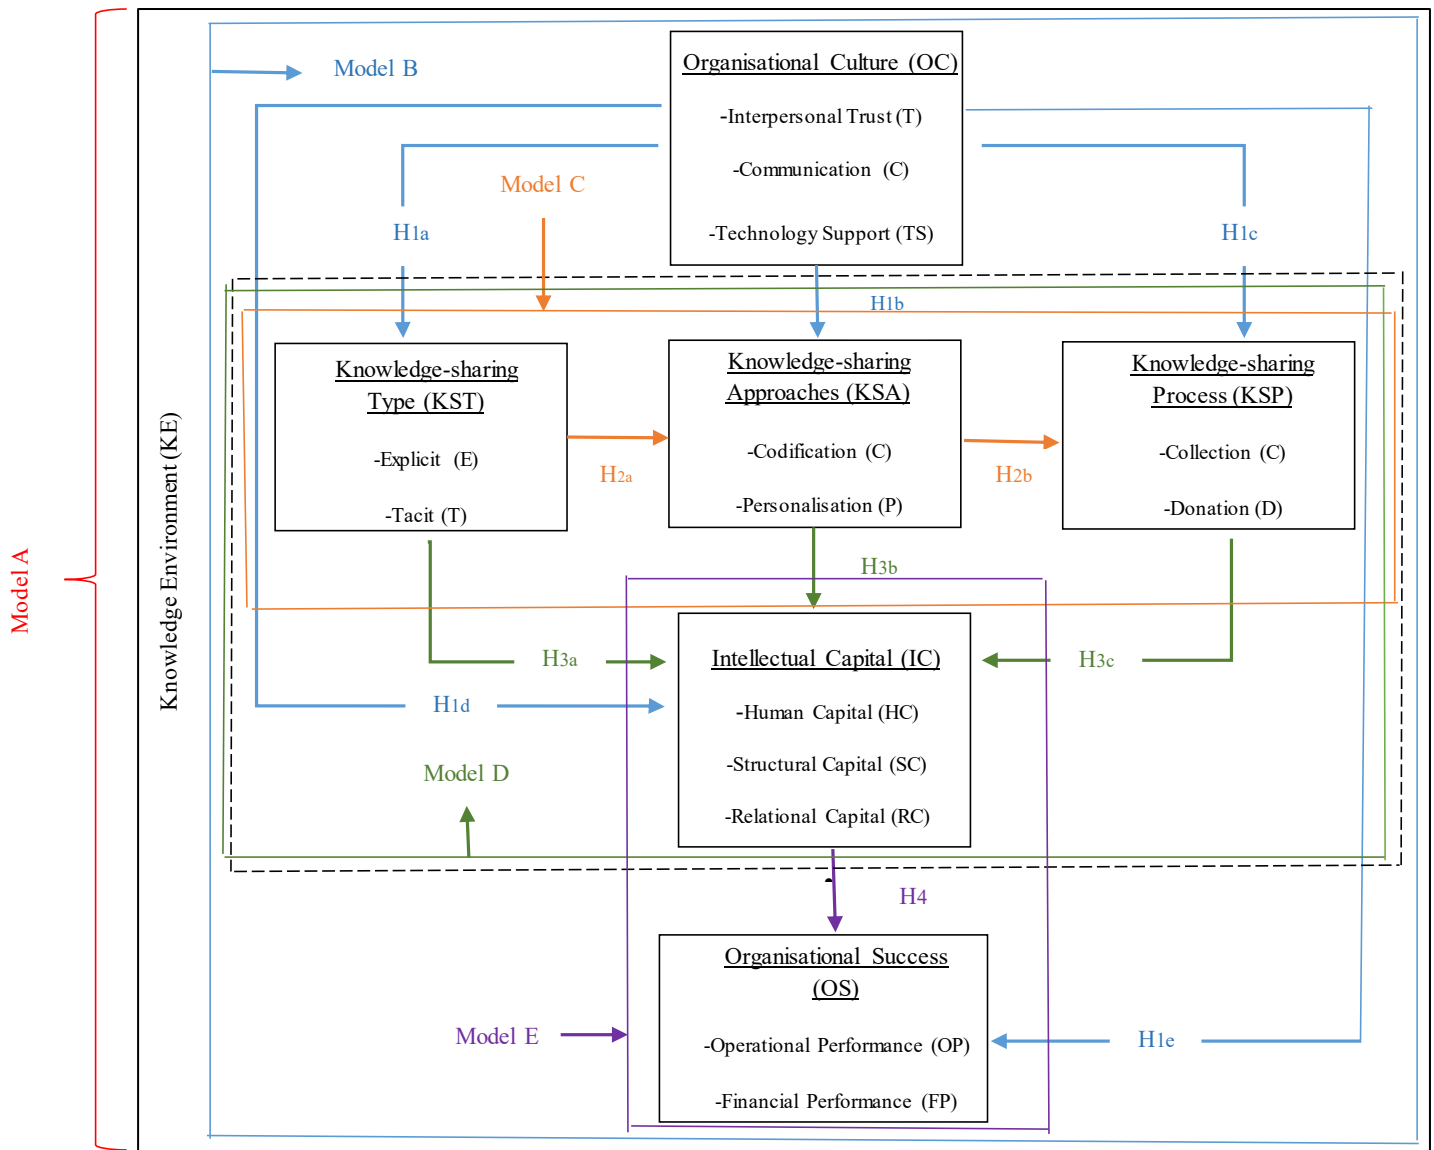 Model A
Knowledge Environment (KE)
Model B
Organisational Culture (OC)
-Interpersonal Trust (T)
-Communication (C)
-Technology Support (TS)
Model C
H1a
H1c
H1b
Knowledge-sharing
Type (KST)
-Explicit (E)
-Tacit (T)
H2a
Knowledge-sharing
Approaches (KSA)
-Codification (C)
-Personalisation (P)
H2b
Knowledge-sharing
Process (KSP)
-Collection (C)
-Donation (D)
H3b
H3a
H3c
H1d
Intellectual Capital (IC)
-Human Capital (HC)
-Structural Capital (SC)
-Relational Capital (RC)
Model D
H4
Organisational Success
(OS)
-Operational Performance (OP)
-Financial Performance (FP)
Model E
H1e